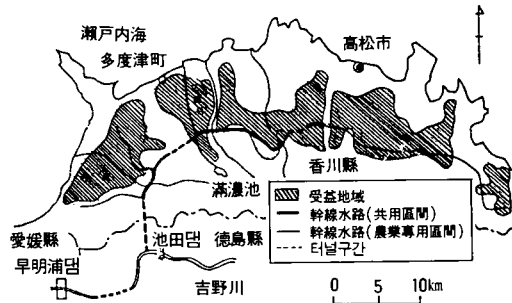 瀬戸内海
多度津町
高松市
4
香川縣
滿濃池
愛媛縣
池田댐
德島縣
早明浦댐
吉野川
受益地域
幹線水路(共用區間)
幹線水路(農業專用區間)
터널구간
0 5 10km